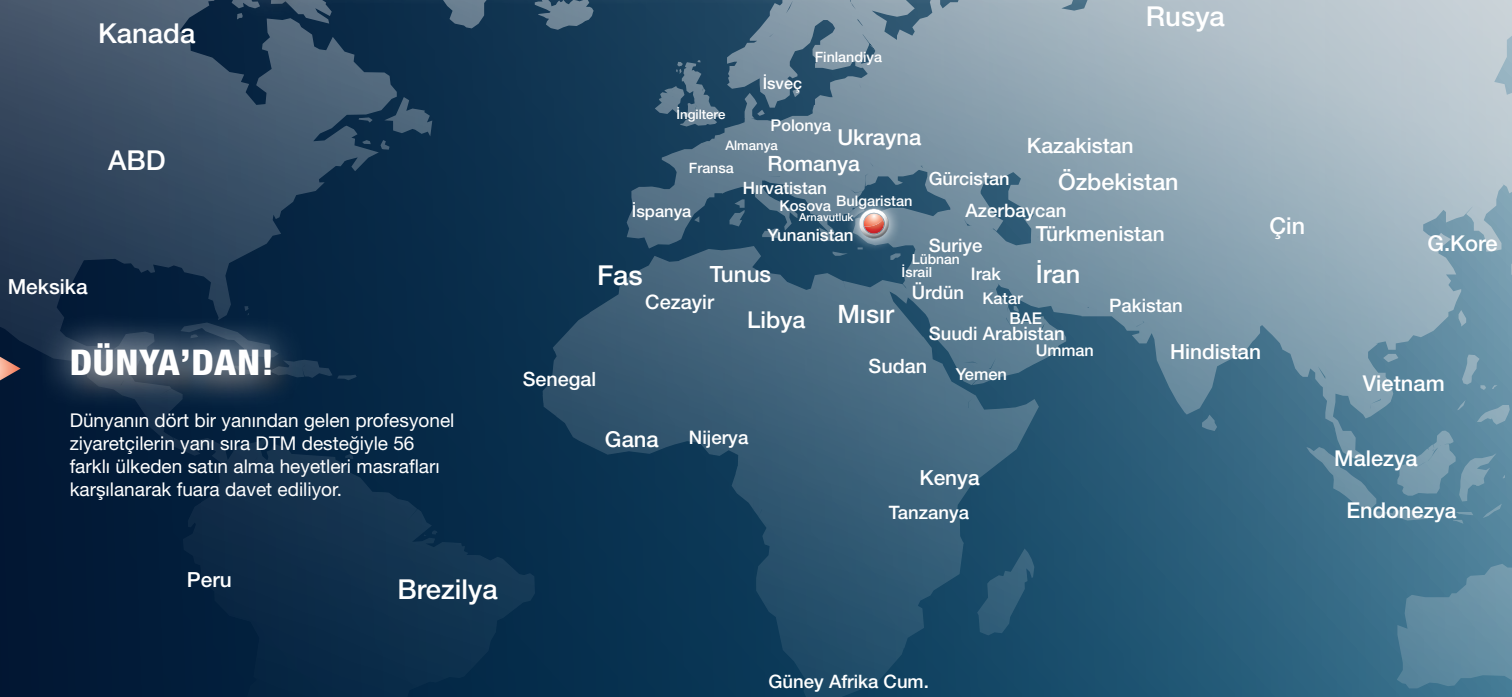 Kanada
Rusya
Finlandiya
İsveç
İngiltere
Polonya
Ukrayna
Almanya
Kazakistan
ABD
Fransa
Romanya
Gürcistan
Özbekistan
Hırvatistan
Kosova
Bulgaristan
İspanya
Arnavutluk
Azerbaycan
Çin
Yunanistan
Türkmenistan
G.Kore
Suriye
Lübnan
İsrail
Irak
İran
Fas
Tunus
Meksika
Ürdün
Katar
Cezayir
Pakistan
Libya
Mısır
BAE
Suudi Arabistan
Umman
Hindistan
DÜNYA’DAN!
Sudan
Yemen
Senegal
Vietnam
Dünyanın dört bir yanından gelen profesyonel
ziyaretçilerin yanı sıra DTM desteğiyle 56
farklı ülkeden satın alma heyetleri masrafları
karşılanarak fuara davet ediliyor.
Gana
Nijerya
Malezya
Kenya
Endonezya
Tanzanya
Peru
Brezilya
Güney Afrika Cum.